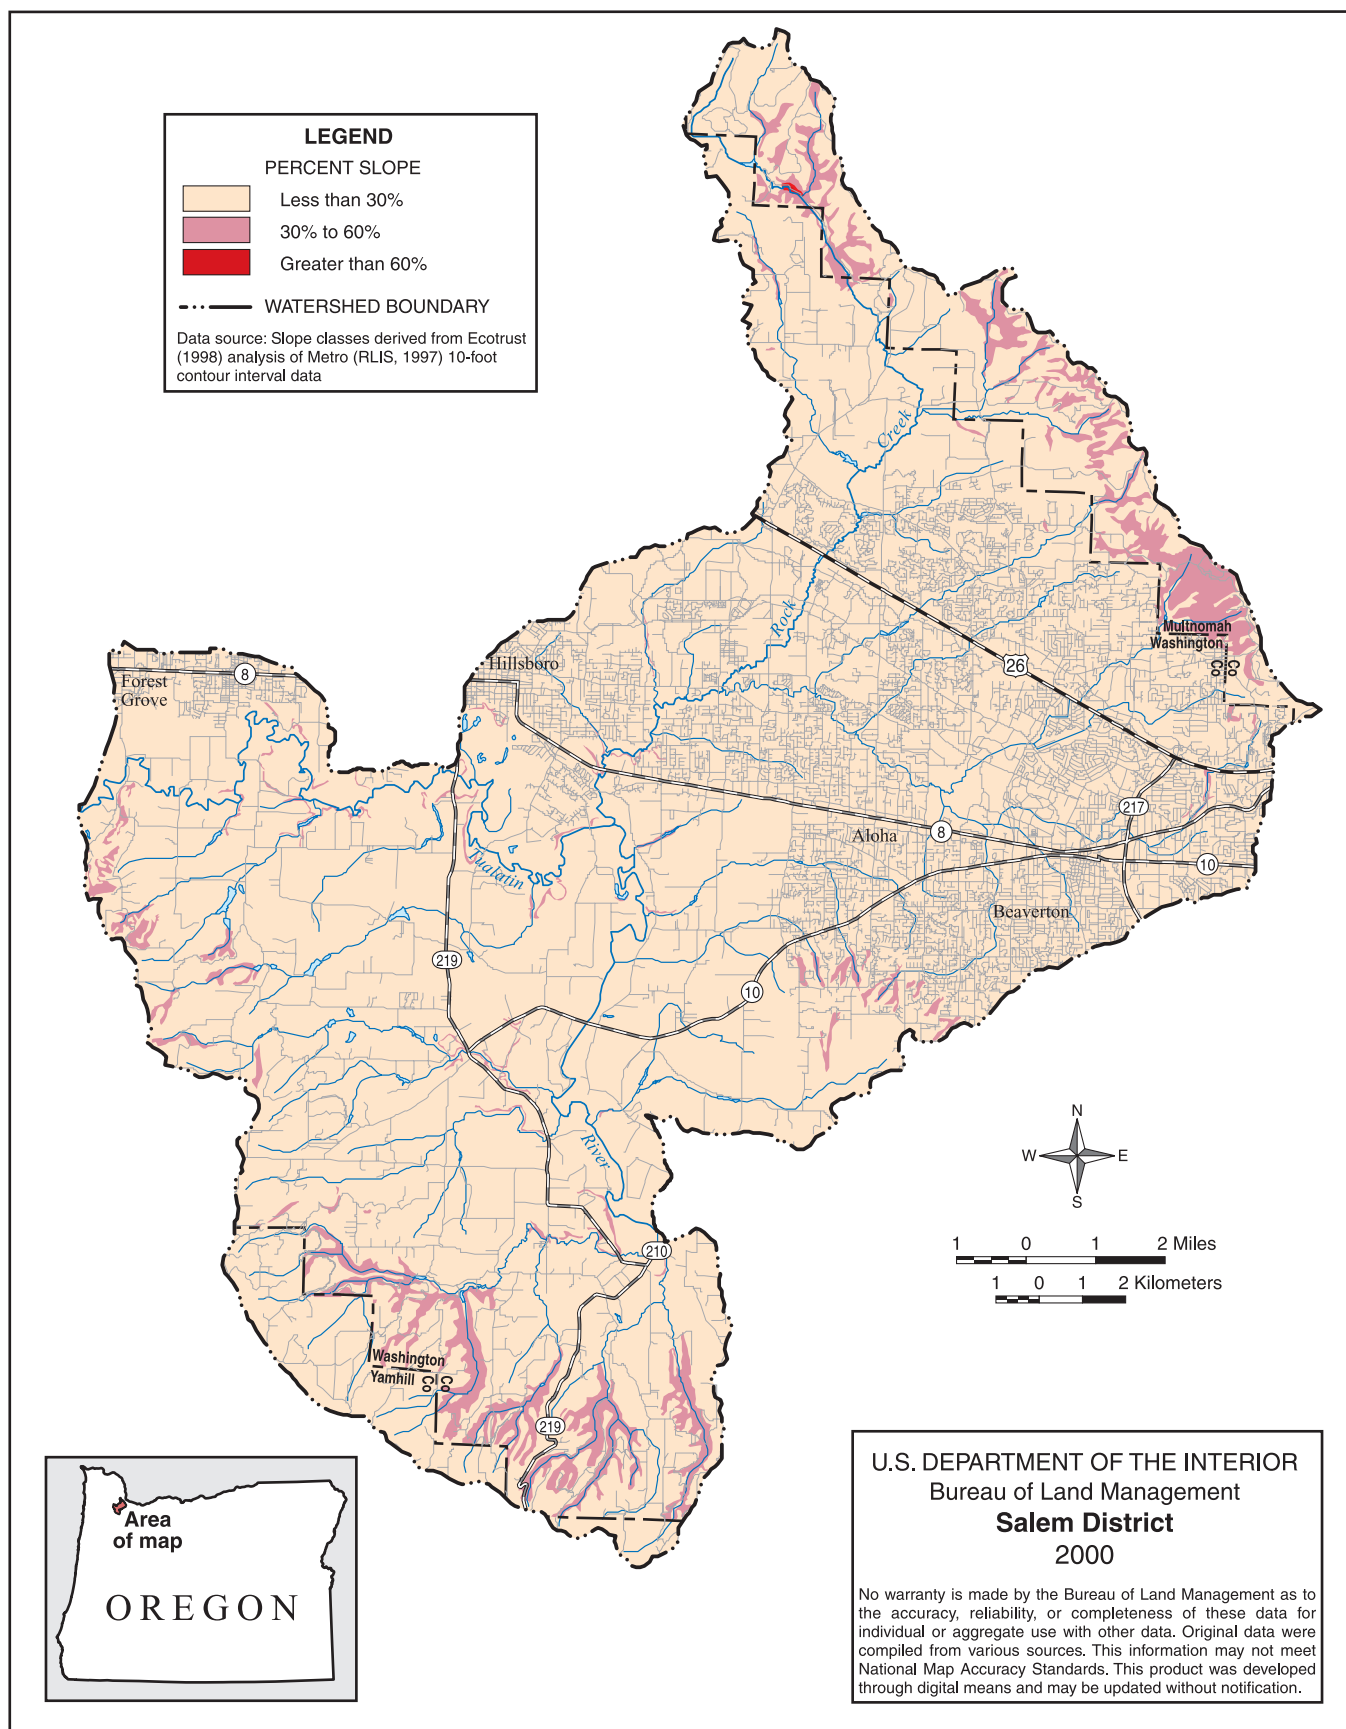 LEGEND
PERCENT SLOPE
Less than 30%
30% to 60%
Greater than 60%
WATERSHED BOUNDARY
Data source: Slope classes derived from Ecotrust
(1998) analysis of Metro (RLIS, 1997) 10-foot
contour interval data
Creek
Rock
Multnomah
Washington
Co
Co
26
Hillsboro
8
Forest
Grove
217
Aloha
8
10
Tualatin
Beaverton
219
10
River
N
W
E
S
210
1 0 1 2 Miles
1 0 1 2 Kilometers
Washington
Yamhill
Co
Co
219
Area
of map
OREGON
U.S. DEPARTMENT OF THE INTERIOR
Bureau of Land Management
Salem District
2000
No warranty is made by the Bureau of Land Management as to
the accuracy, reliability, or completeness of these data for
individual or aggregate use with other data. Original data were
compiled from various sources. This information may not meet
National Map Accuracy Standards. This product was developed
through digital means and may be updated without notification.